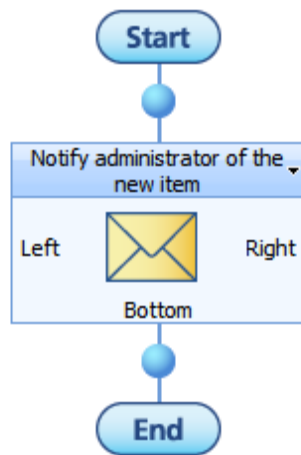 Start
Notify administrator of the
new item
Left
Right
Bottom
End